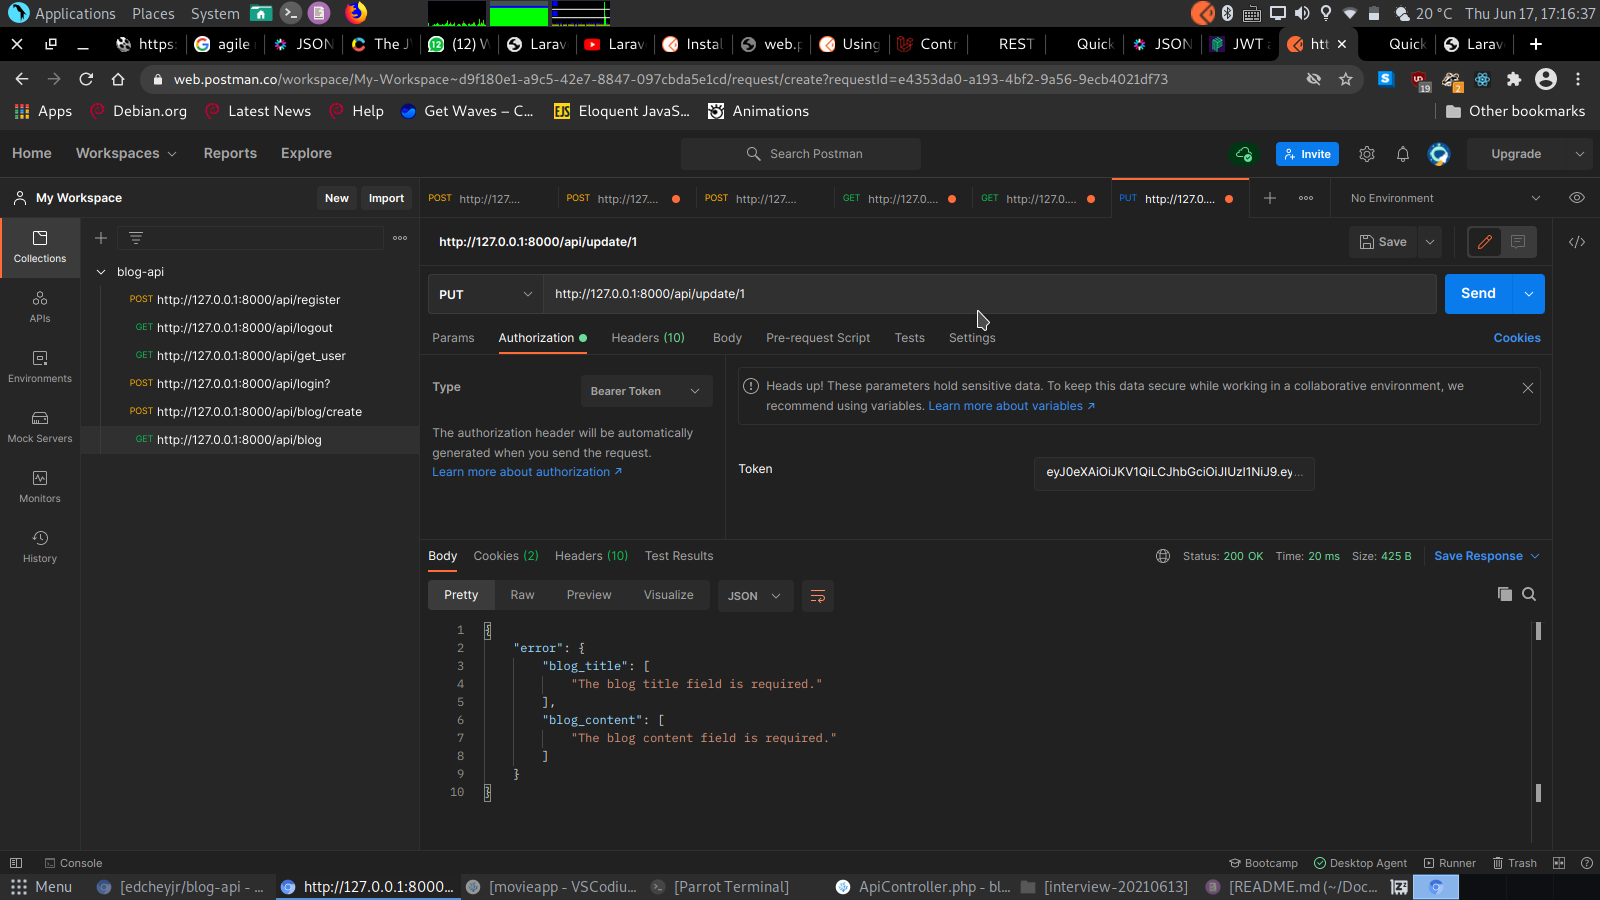 Applications Places System 20 °C Thu Jun 17, 17:16:37
https: agile JSON The J (12) W Larav Larav Instal web.p Using Contr REST Quick JSON JWT a htt Quick Larav
web.postman.co/workspace/My-Workspace~d9f180e1-a9c5-42e7-8847-097cbda5e1cd/request/create?requestId=e4353da0-a193-4bf2-9a56-9ecb4021df73
19 2
Apps Debian.org Latest News Help Get Waves – C... EJS Eloquent JavaS... Animations Other bookmarks
Home Workspaces Reports Explore Search Postman Invite Upgrade
My Workspace New Import
POST http://127.... POST http://127.... POST http://127.... GET http://127.0.... GET http://127.0.... PUT http://127.0.... No Environment
Collections
APIs
Environments
Mock Servers
Monitors
History
blog-api
POST http://127.0.0.1:8000/api/register
GET http://127.0.0.1:8000/api/logout
GET http://127.0.0.1:8000/api/get_user
POST http://127.0.0.1:8000/api/login?
POST http://127.0.0.1:8000/api/blog/create
GET http://127.0.0.1:8000/api/blog
http://127.0.0.1:8000/api/update/1 Save
PUT http://127.0.0.1:8000/api/update/1 Send
Params Authorization Headers (10) Body Pre-request Script Tests Settings Cookies
Type Bearer Token
The authorization header will be automatically
generated when you send the request.
Learn more about authorization ↗
Heads up! These parameters hold sensitive data. To keep this data secure while working in a collaborative environment, we
recommend using variables. Learn more about variables ↗
Token eyJ0eXAiOiJKV1QiLCJhbGciOiJIUzI1NiJ9.ey...
Body Cookies (2) Headers (10) Test Results Status: 200 OK Time: 20 ms Size: 425 B Save Response
Pretty Raw Preview Visualize JSON
1 {
2 "error": {
3 "blog_title": [
4 "The blog title field is required."
5 ],
6 "blog_content": [
7 "The blog content field is required."
8 ]
9 }
10 }
Console Bootcamp Desktop Agent Runner Trash
Menu [edcheyjr/blog-api - ... http://127.0.0.1:8000... [movieapp - VSCodiu... [Parrot Terminal] ApiController.php - bl... [interview-20210613] [README.md (~/Doc...